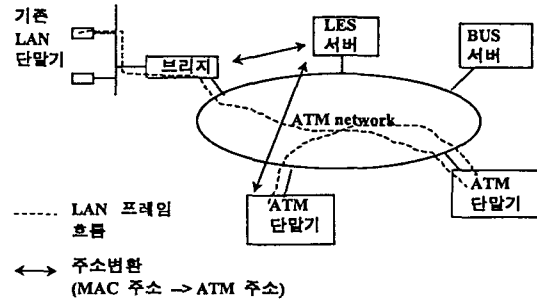 기존
LAN
단말기
브리지
LES
서버
BUS
서버
ATM network
ATM
단말기
ATM
단말기
LAN 프레임
흐름
주소변환
(MAC 주소 --> ATM 주소)